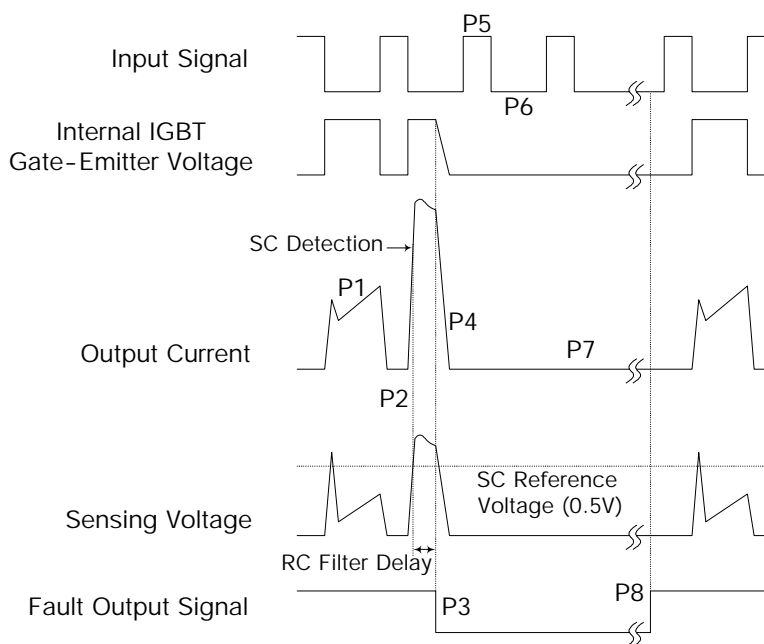 P5
Input Signal
P6
Internal IGBT
Gate-Emitter Voltage
SC Detection
P1
P4
Output Current
P7
P2
SC Reference
Voltage (0.5V)
Sensing Voltage
RC Filter Delay
Fault Output Signal
P3
P8